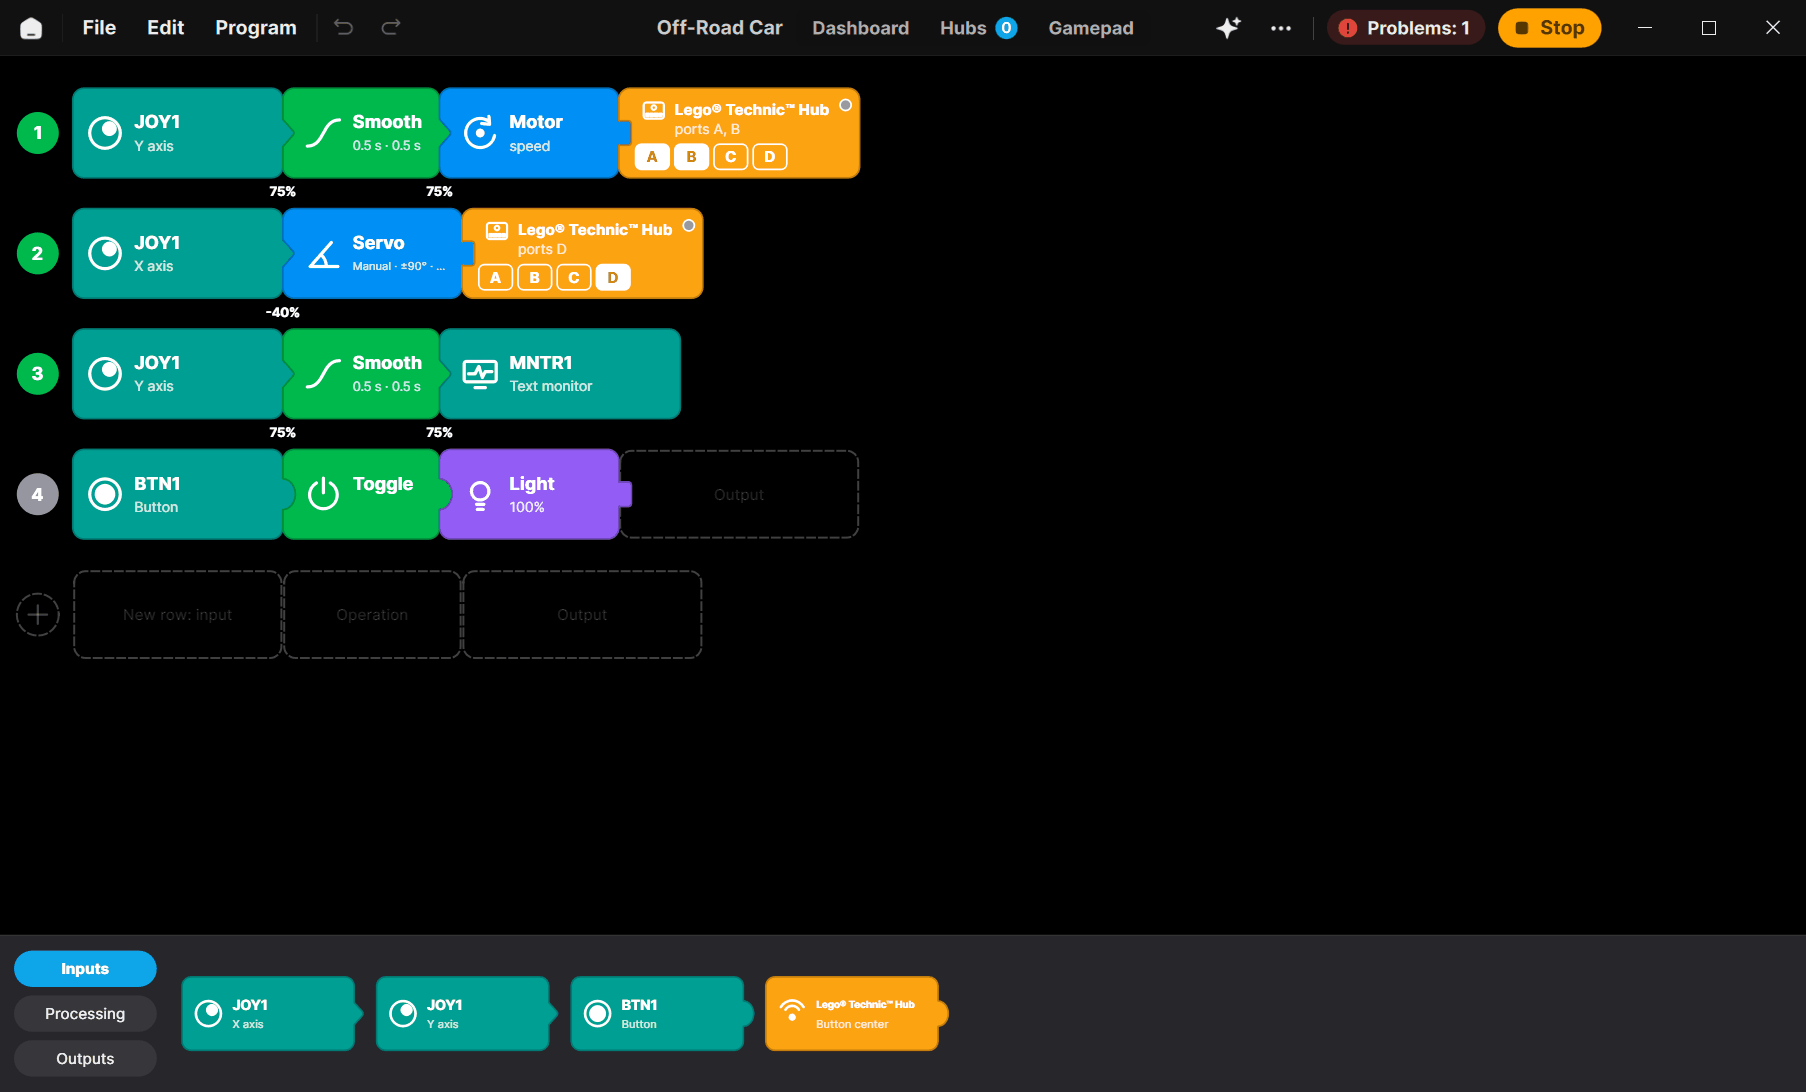 File Edit Program Off-Road Car Dashboard Hubs 0 Gamepad Problems: 1 Stop
1 JOY1 Smooth Motor Lego® Technic™ Hub
Y axis 0.5 s · 0.5 s speed ports A, B
A B C D
75% 75%
2 JOY1 Servo Lego® Technic™ Hub
X axis Manual · ±90° · ... ports D
A B C D
-40%
3 JOY1 Smooth MNTR1
Y axis 0.5 s · 0.5 s Text monitor
75% 75%
4 BTN1 Toggle Light Output
Button 100%
New row: input Operation Output
Inputs
Processing
Outputs
JOY1 JOY1 BTN1 Lego® Technic™ Hub
X axis Y axis Button Button center